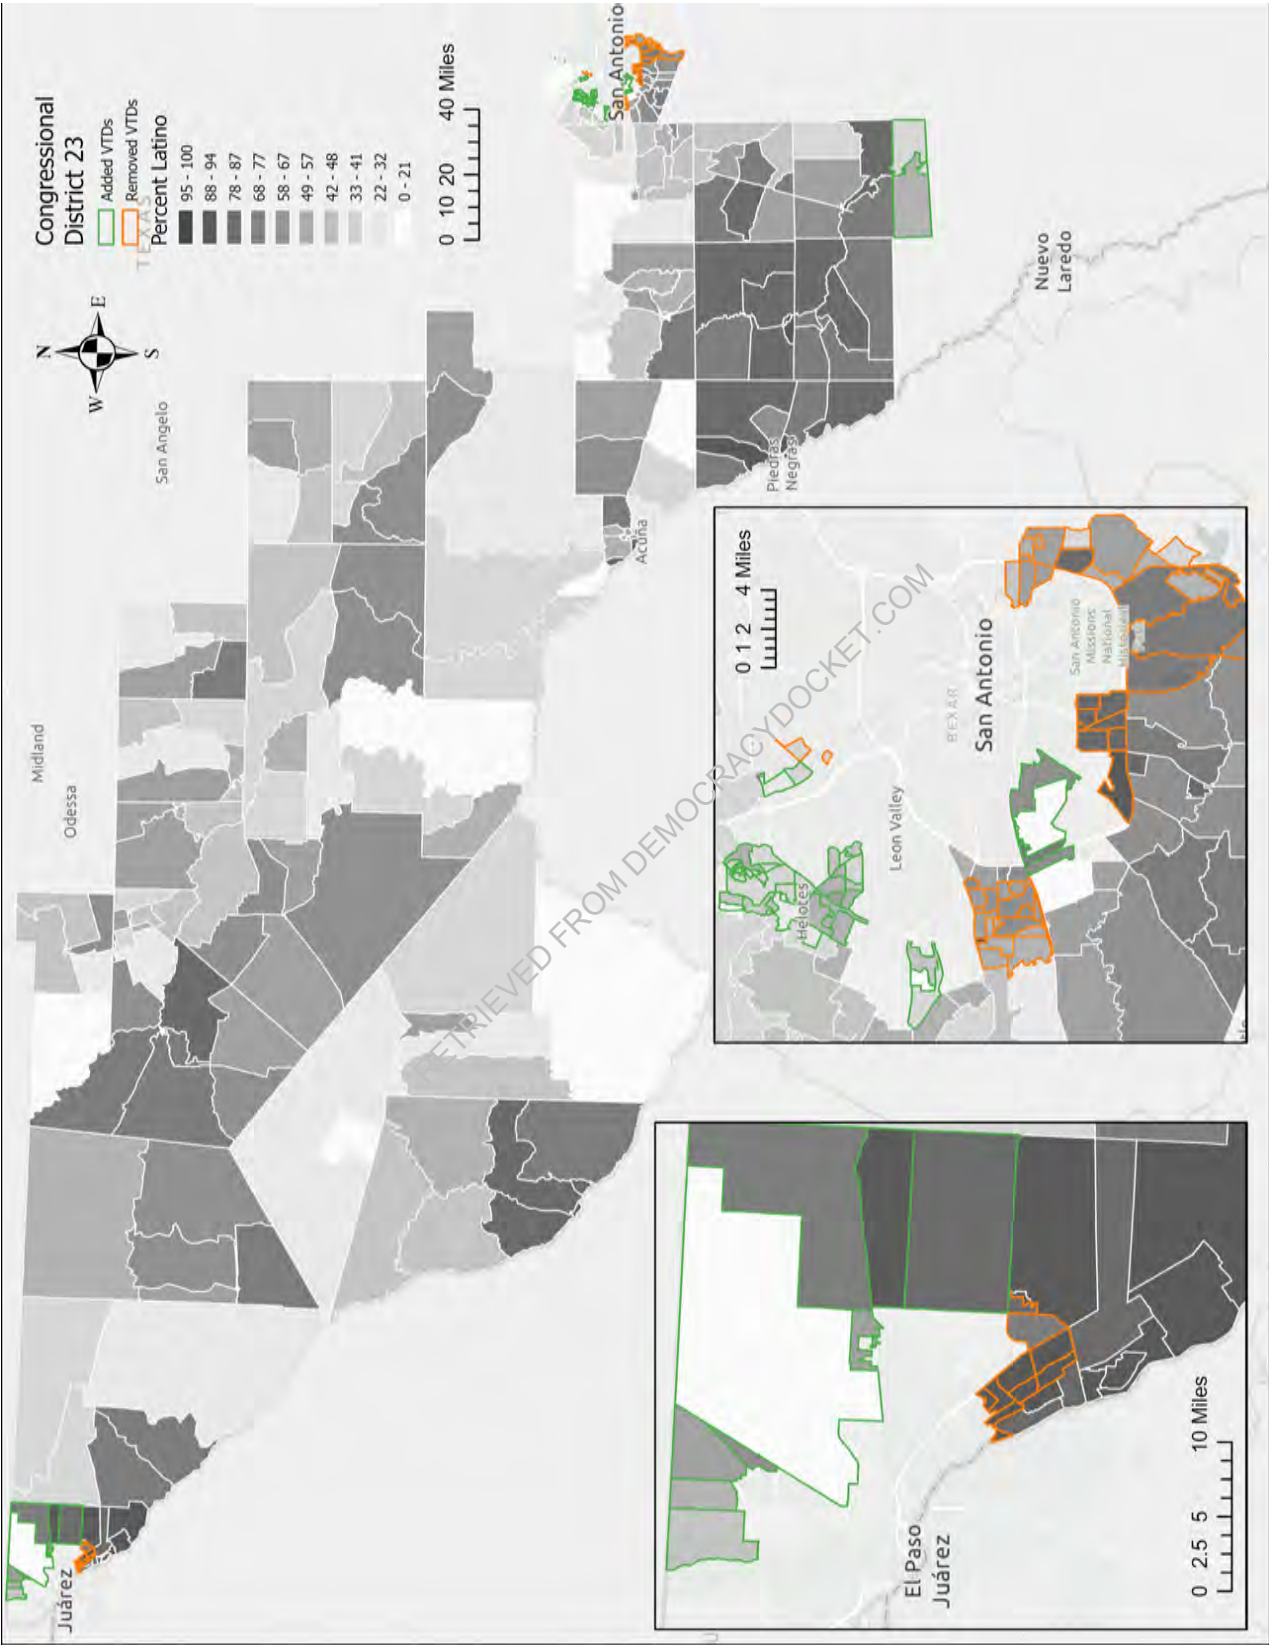 Congressional
District 23
Added VTDs
Removed VTDs
TEXAS
Percent Latino
95 - 100
88 - 94
78 - 87
68 - 77
58 - 67
49 - 57
42 - 48
33 - 41
22 - 32
0 - 21
0 10 20 40 Miles
N
W E
S
San Angelo
Midland
Odessa
San Antonio
Juárez
Acuña
Piedras
Negras
Nuevo
Laredo
0 2.5 5 10 Miles
El Paso
Juárez
0 1 2 4 Miles
Helotes
Leon Valley
BEXAR
San Antonio
San Antonio
Missions
National
RETRIEVED FROM DEMOCRACYDOCKET.COM